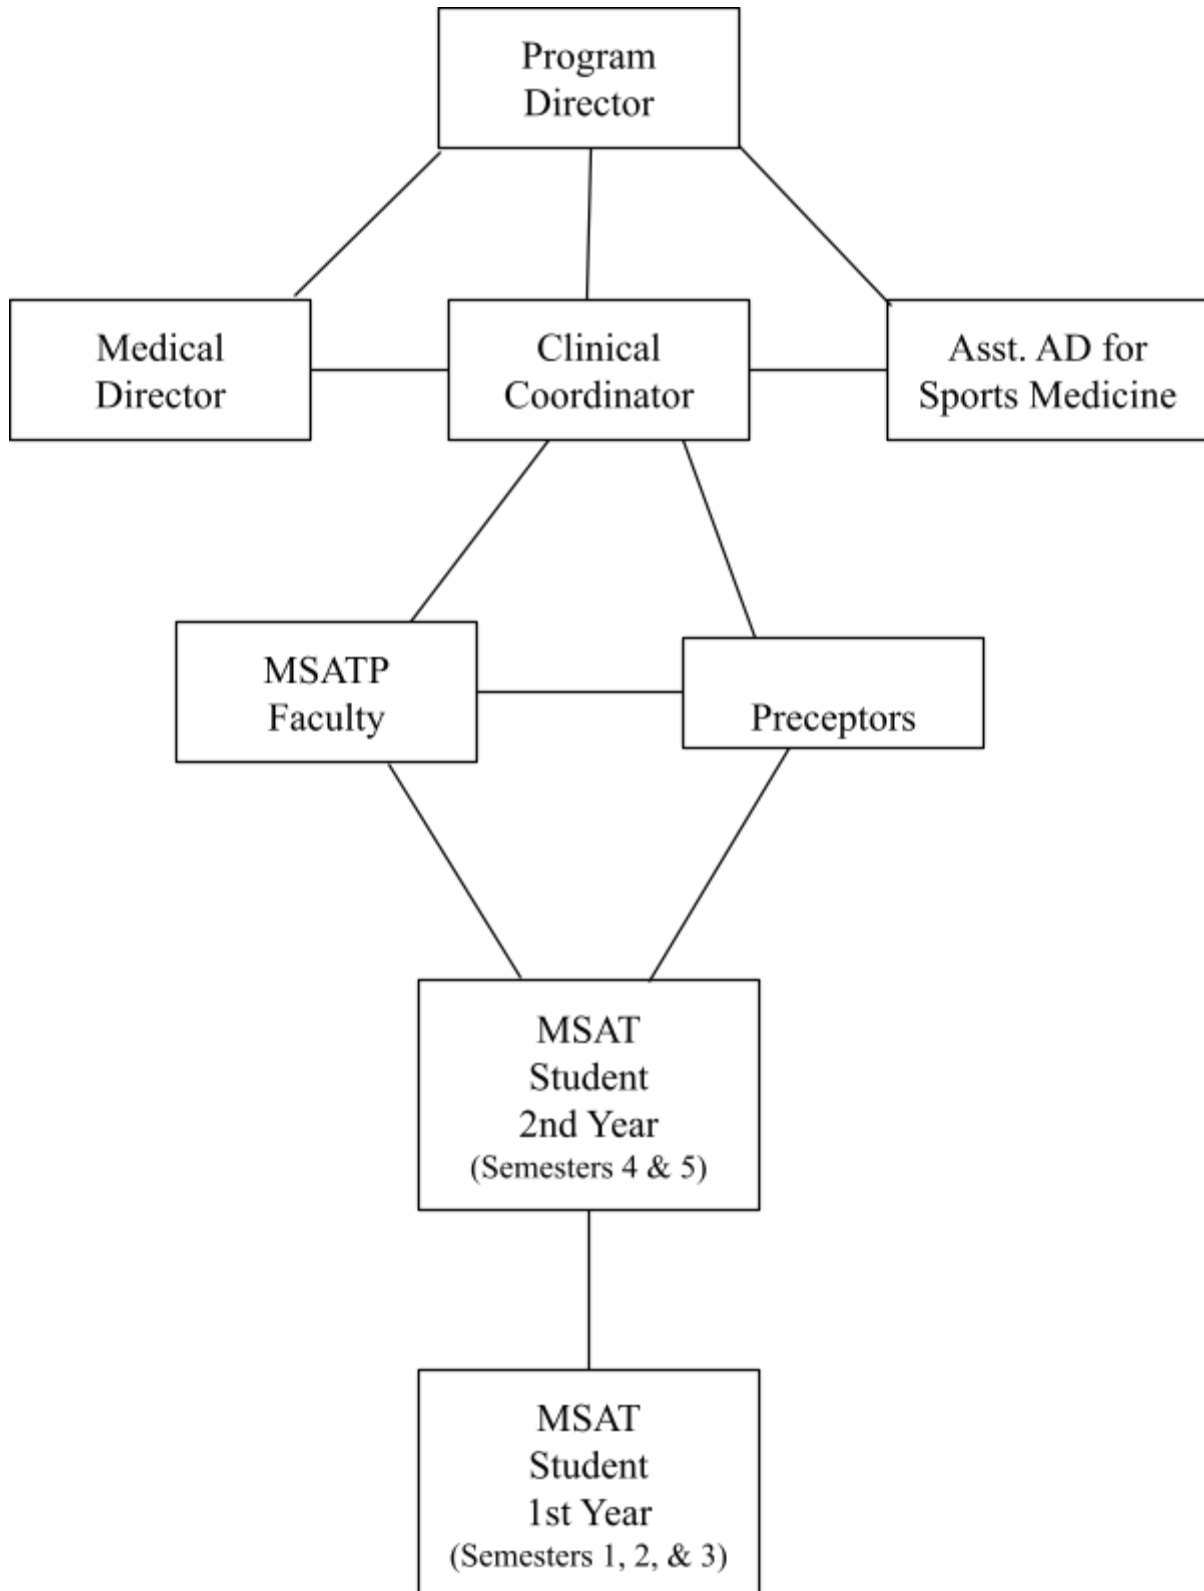 Program
Director
Medical
Director
Clinical
Coordinator
Asst. AD for
Sports Medicine
MSATP
Faculty
Preceptors
MSAT
Student
2nd Year
(Semesters 4 & 5)
MSAT
Student
1st Year
(Semesters 1, 2, & 3)